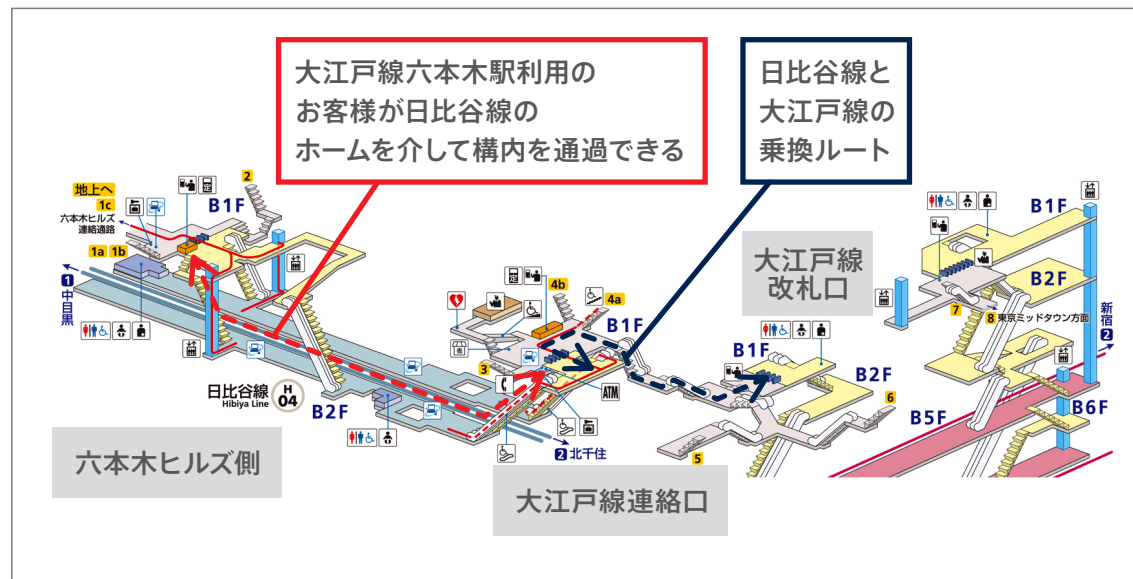 大江戸線六本木駅利用の
お客様が日比谷線の
ホームを介して構内を通過できる
日比谷線と
大江戸線の
乗換ルート
地上へ
1c
六本木ヒルズ
連絡通路
1a 1b
B1F
2
1 中目黒
日比谷線
Hibiya Line
H
04
B2F
六本木ヒルズ側
4b
4a
B1F
3
ATM
2 北千住
大江戸線連絡口
大江戸線
改札口
B1F
B2F
5
6
B1F
B2F
7
8 東京ミッドタウン方面
新宿 2
B5F
B6F